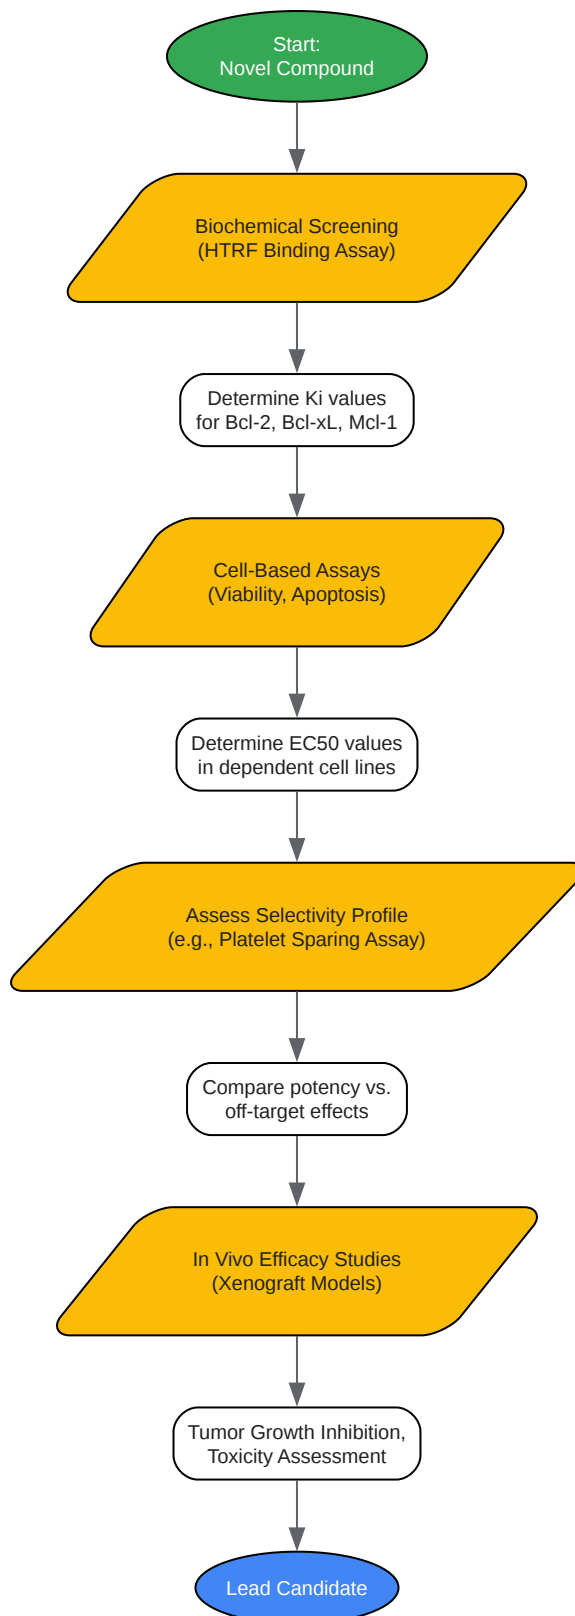 Start:
Novel Compound
Biochemical Screening
(HTRF Binding Assay)
Determine Ki values
for Bcl-2, Bcl-xL, Mcl-1
Cell-Based Assays
(Viability, Apoptosis)
Determine EC50 values
in dependent cell lines
Assess Selectivity Profile
(e.g., Platelet Sparing Assay)
Compare potency vs.
off-target effects
In Vivo Efficacy Studies
(Xenograft Models)
Tumor Growth Inhibition,
Toxicity Assessment
Lead Candidate